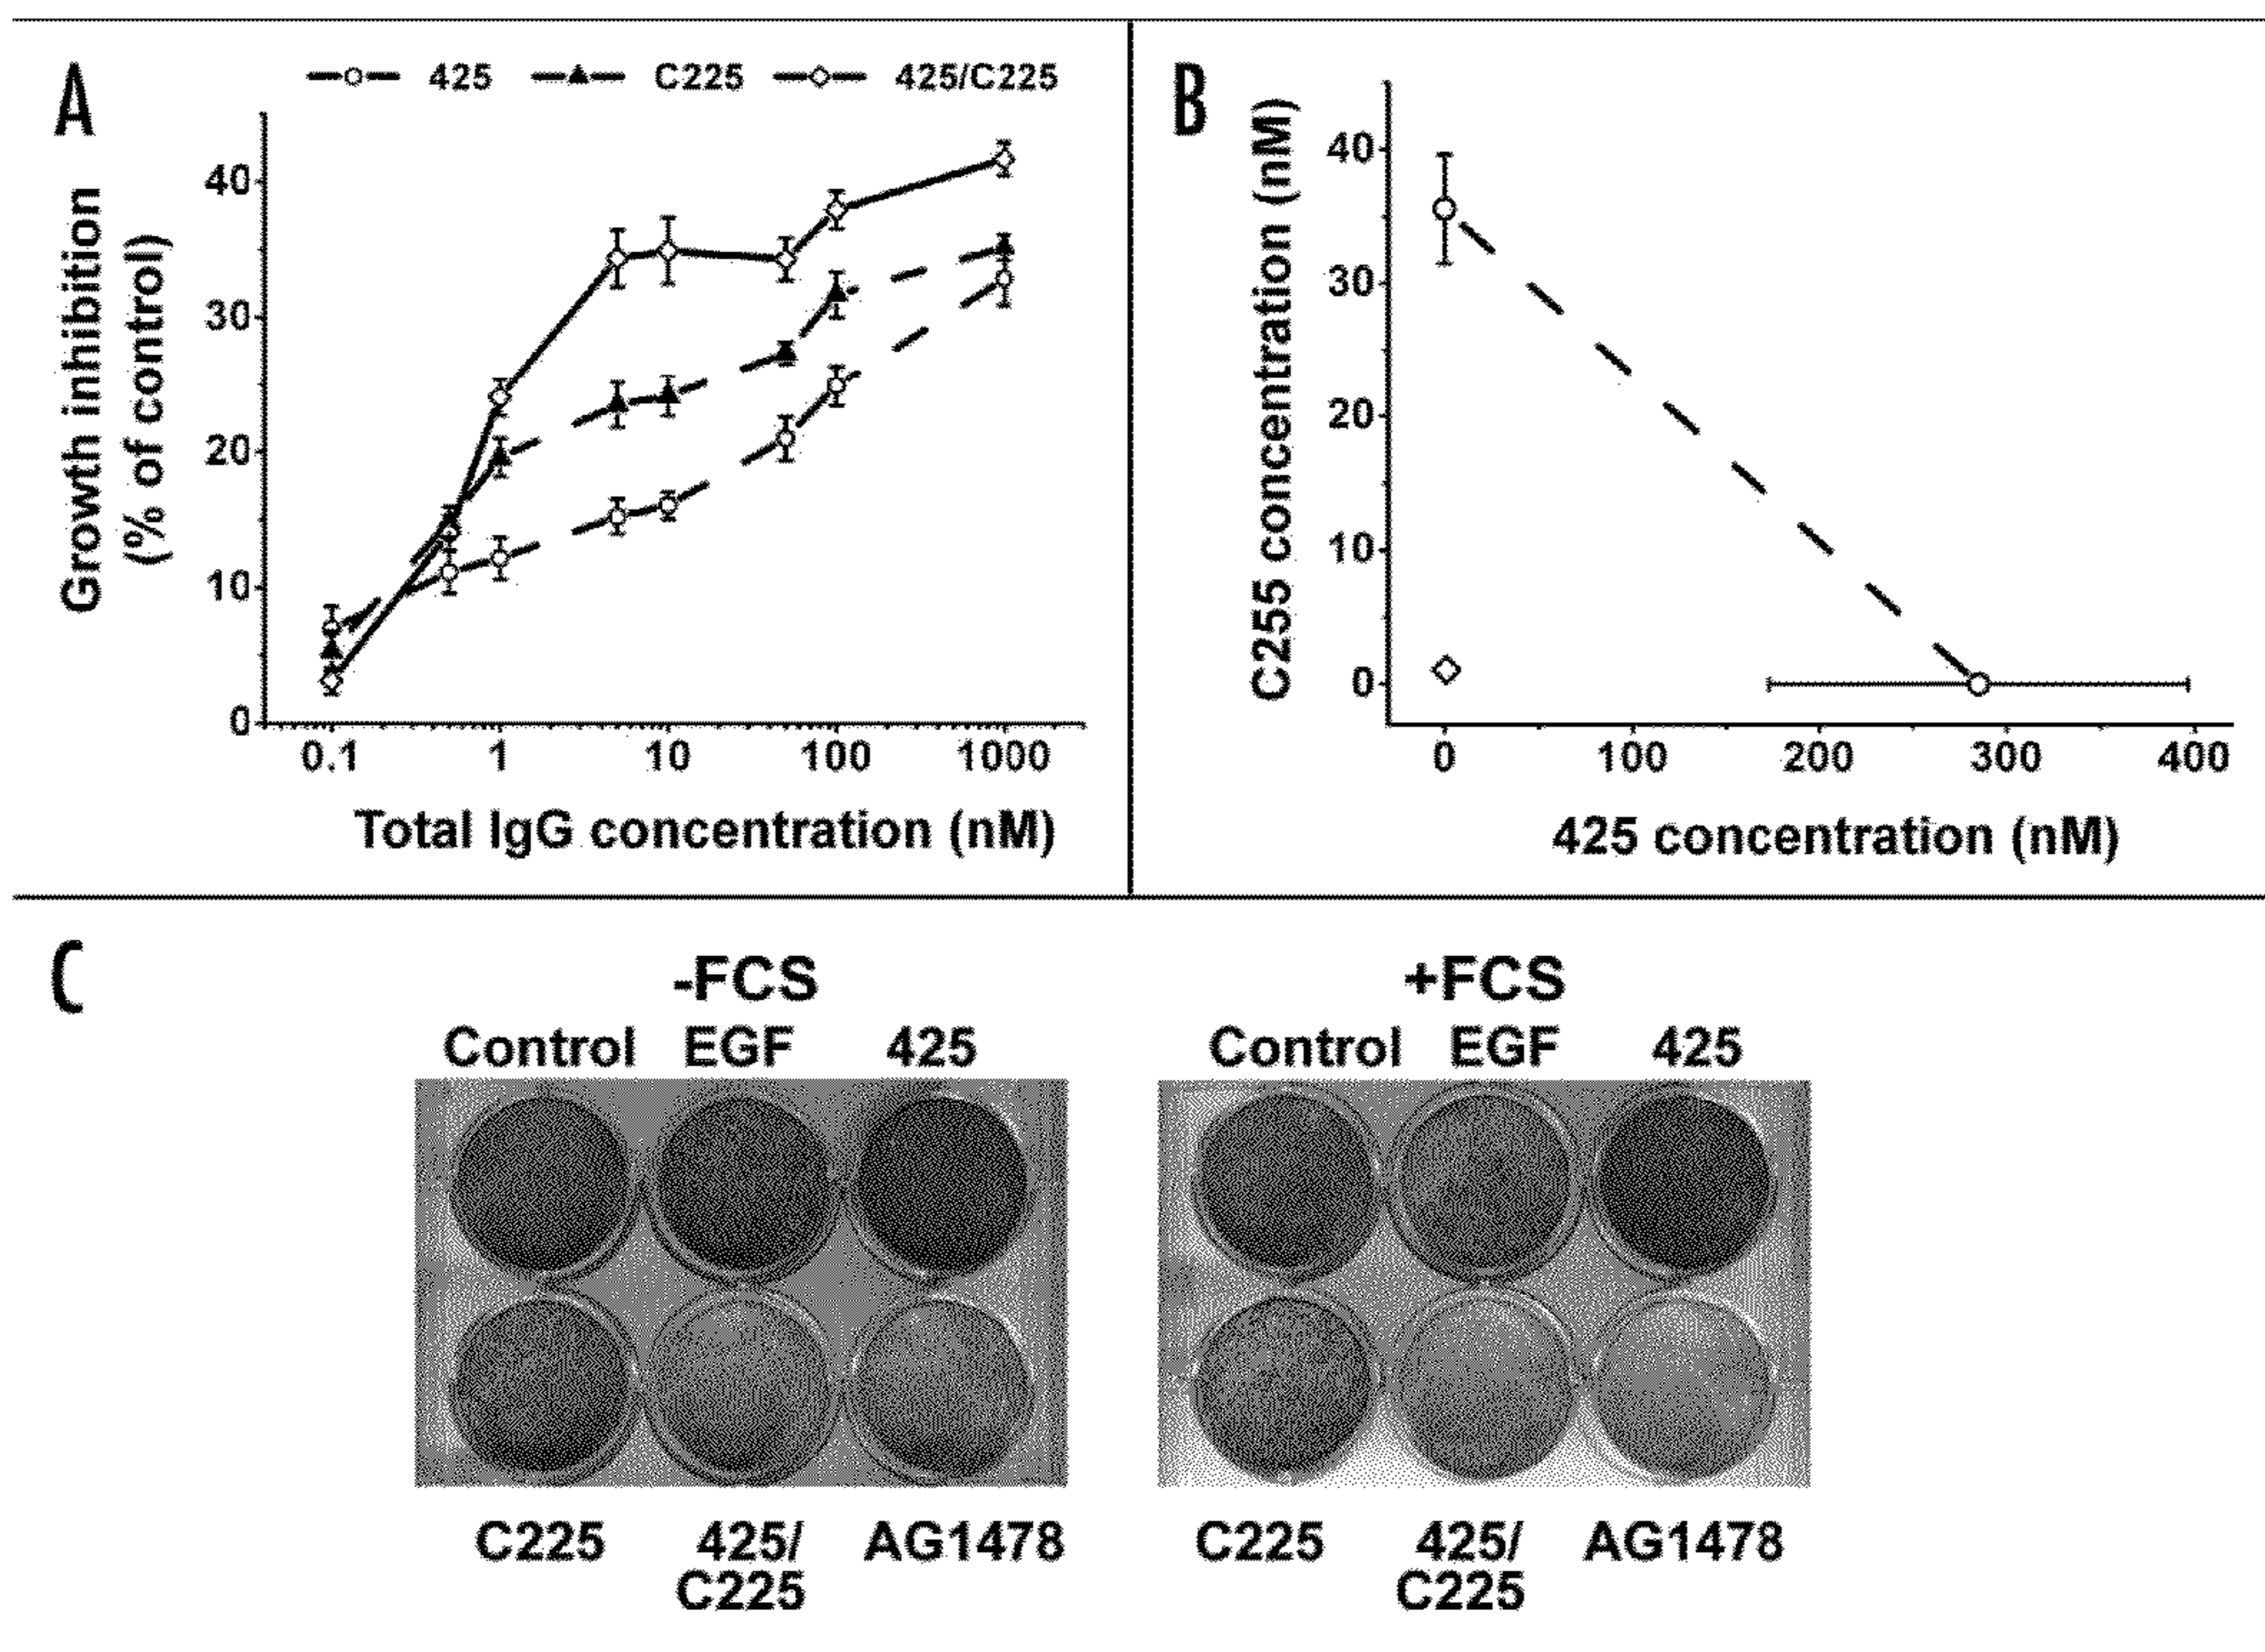 A
425 C225 425/C225
Growth inhibition
(% of control)
40
30
20
10
0
0.1 1 10 100 1000
Total IgG concentration (nM)
B
C255 concentration (nM)
40
30
20
10
0
0 100 200 300 400
425 concentration (nM)
C
-FCS
Control EGF 425
C225 425/ AG1478
C225
+FCS
Control EGF 425
C225 425/ AG1478
C225